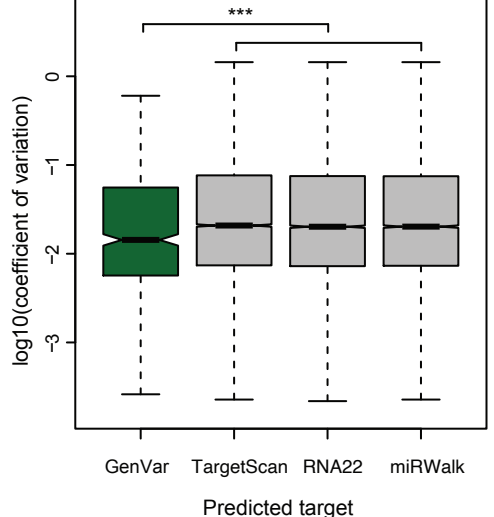 ***
log10(coefficient of variation)
0
-1
-2
-3
GenVar TargetScan RNA22 miRWalk
Predicted target